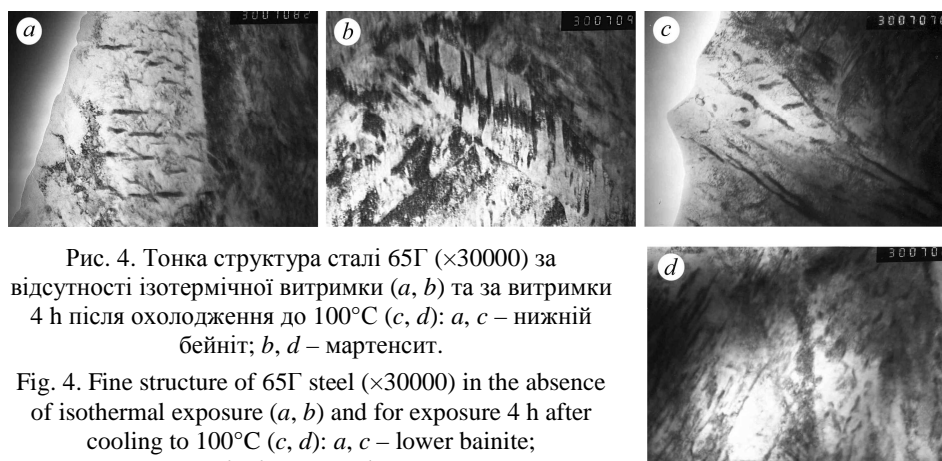 a
3001082
b
300709
c
3007070
Рис. 4. Тонка структура сталі 65Г (×30000) за
відсутності ізотермічної витримки (a, b) та за витримки
4 h після охолодження до 100°С (c, d): a, c – нижній
бейніт; b, d – мартенсит.
d
30070
Fig. 4. Fine structure of 65Г steel (×30000) in the absence
of isothermal exposure (a, b) and for exposure 4 h after
cooling to 100°C (c, d): a, c – lower bainite;